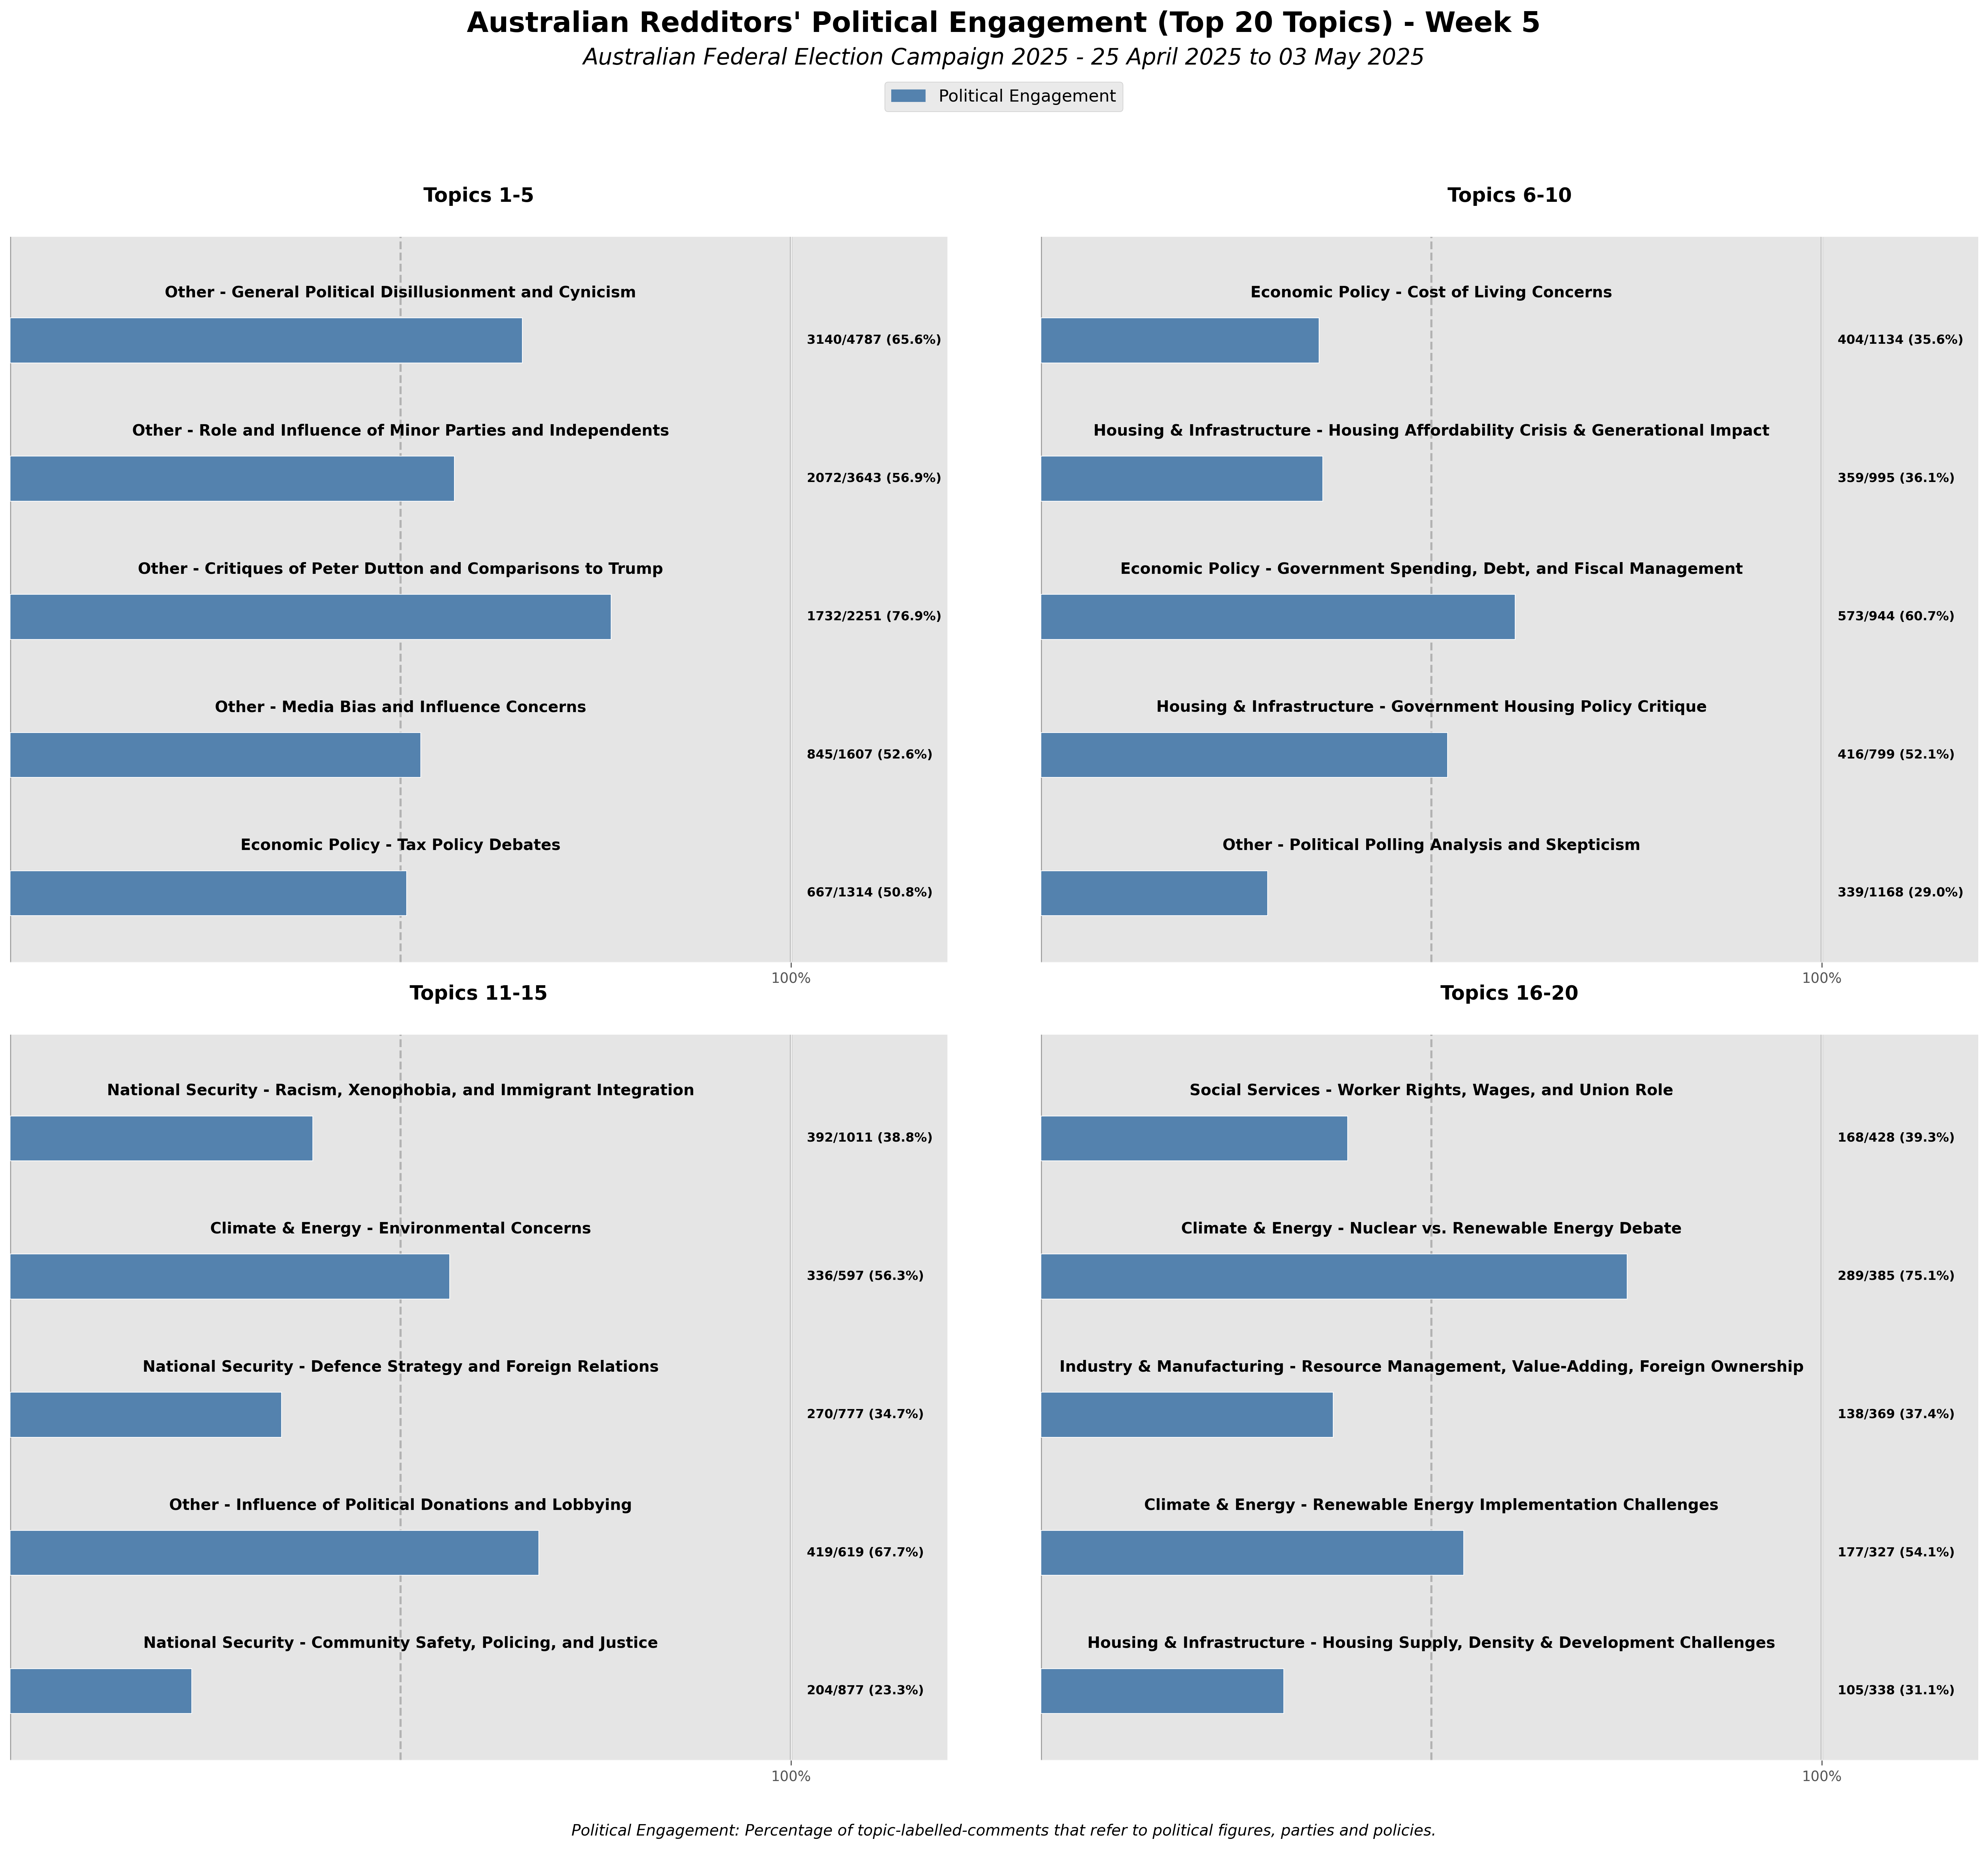 Australian Redditors' Political Engagement (Top 20 Topics) - Week 5
Australian Federal Election Campaign 2025 - 25 April 2025 to 03 May 2025
Political Engagement
Topics 1-5
Other - General Political Disillusionment and Cynicism
3140/4787 (65.6%)
Other - Role and Influence of Minor Parties and Independents
2072/3643 (56.9%)
Other - Critiques of Peter Dutton and Comparisons to Trump
1732/2251 (76.9%)
Other - Media Bias and Influence Concerns
845/1607 (52.6%)
Economic Policy - Tax Policy Debates
667/1314 (50.8%)
100%
Topics 6-10
Economic Policy - Cost of Living Concerns
404/1134 (35.6%)
Housing & Infrastructure - Housing Affordability Crisis & Generational Impact
359/995 (36.1%)
Economic Policy - Government Spending, Debt, and Fiscal Management
573/944 (60.7%)
Housing & Infrastructure - Government Housing Policy Critique
416/799 (52.1%)
Other - Political Polling Analysis and Skepticism
339/1168 (29.0%)
100%
Topics 11-15
National Security - Racism, Xenophobia, and Immigrant Integration
392/1011 (38.8%)
Climate & Energy - Environmental Concerns
336/597 (56.3%)
National Security - Defence Strategy and Foreign Relations
270/777 (34.7%)
Other - Influence of Political Donations and Lobbying
419/619 (67.7%)
National Security - Community Safety, Policing, and Justice
204/877 (23.3%)
100%
Topics 16-20
Social Services - Worker Rights, Wages, and Union Role
168/428 (39.3%)
Climate & Energy - Nuclear vs. Renewable Energy Debate
289/385 (75.1%)
Industry & Manufacturing - Resource Management, Value-Adding, Foreign Ownership
138/369 (37.4%)
Climate & Energy - Renewable Energy Implementation Challenges
177/327 (54.1%)
Housing & Infrastructure - Housing Supply, Density & Development Challenges
105/338 (31.1%)
100%
Political Engagement: Percentage of topic-labelled-comments that refer to political figures, parties and policies.